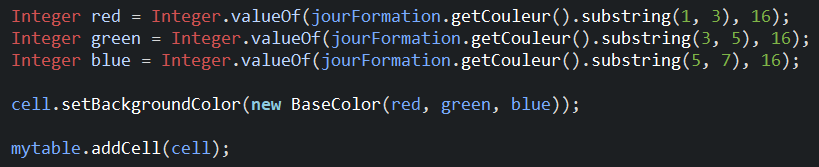 Integer red = Integer.valueOf(jourFormation.getCouleur().substring(1, 3), 16);
Integer green = Integer.valueOf(jourFormation.getCouleur().substring(3, 5), 16);
Integer blue = Integer.valueOf(jourFormation.getCouleur().substring(5, 7), 16);
cell.setBackgroundColor(new BaseColor(red, green, blue));
mytable.addCell(cell);